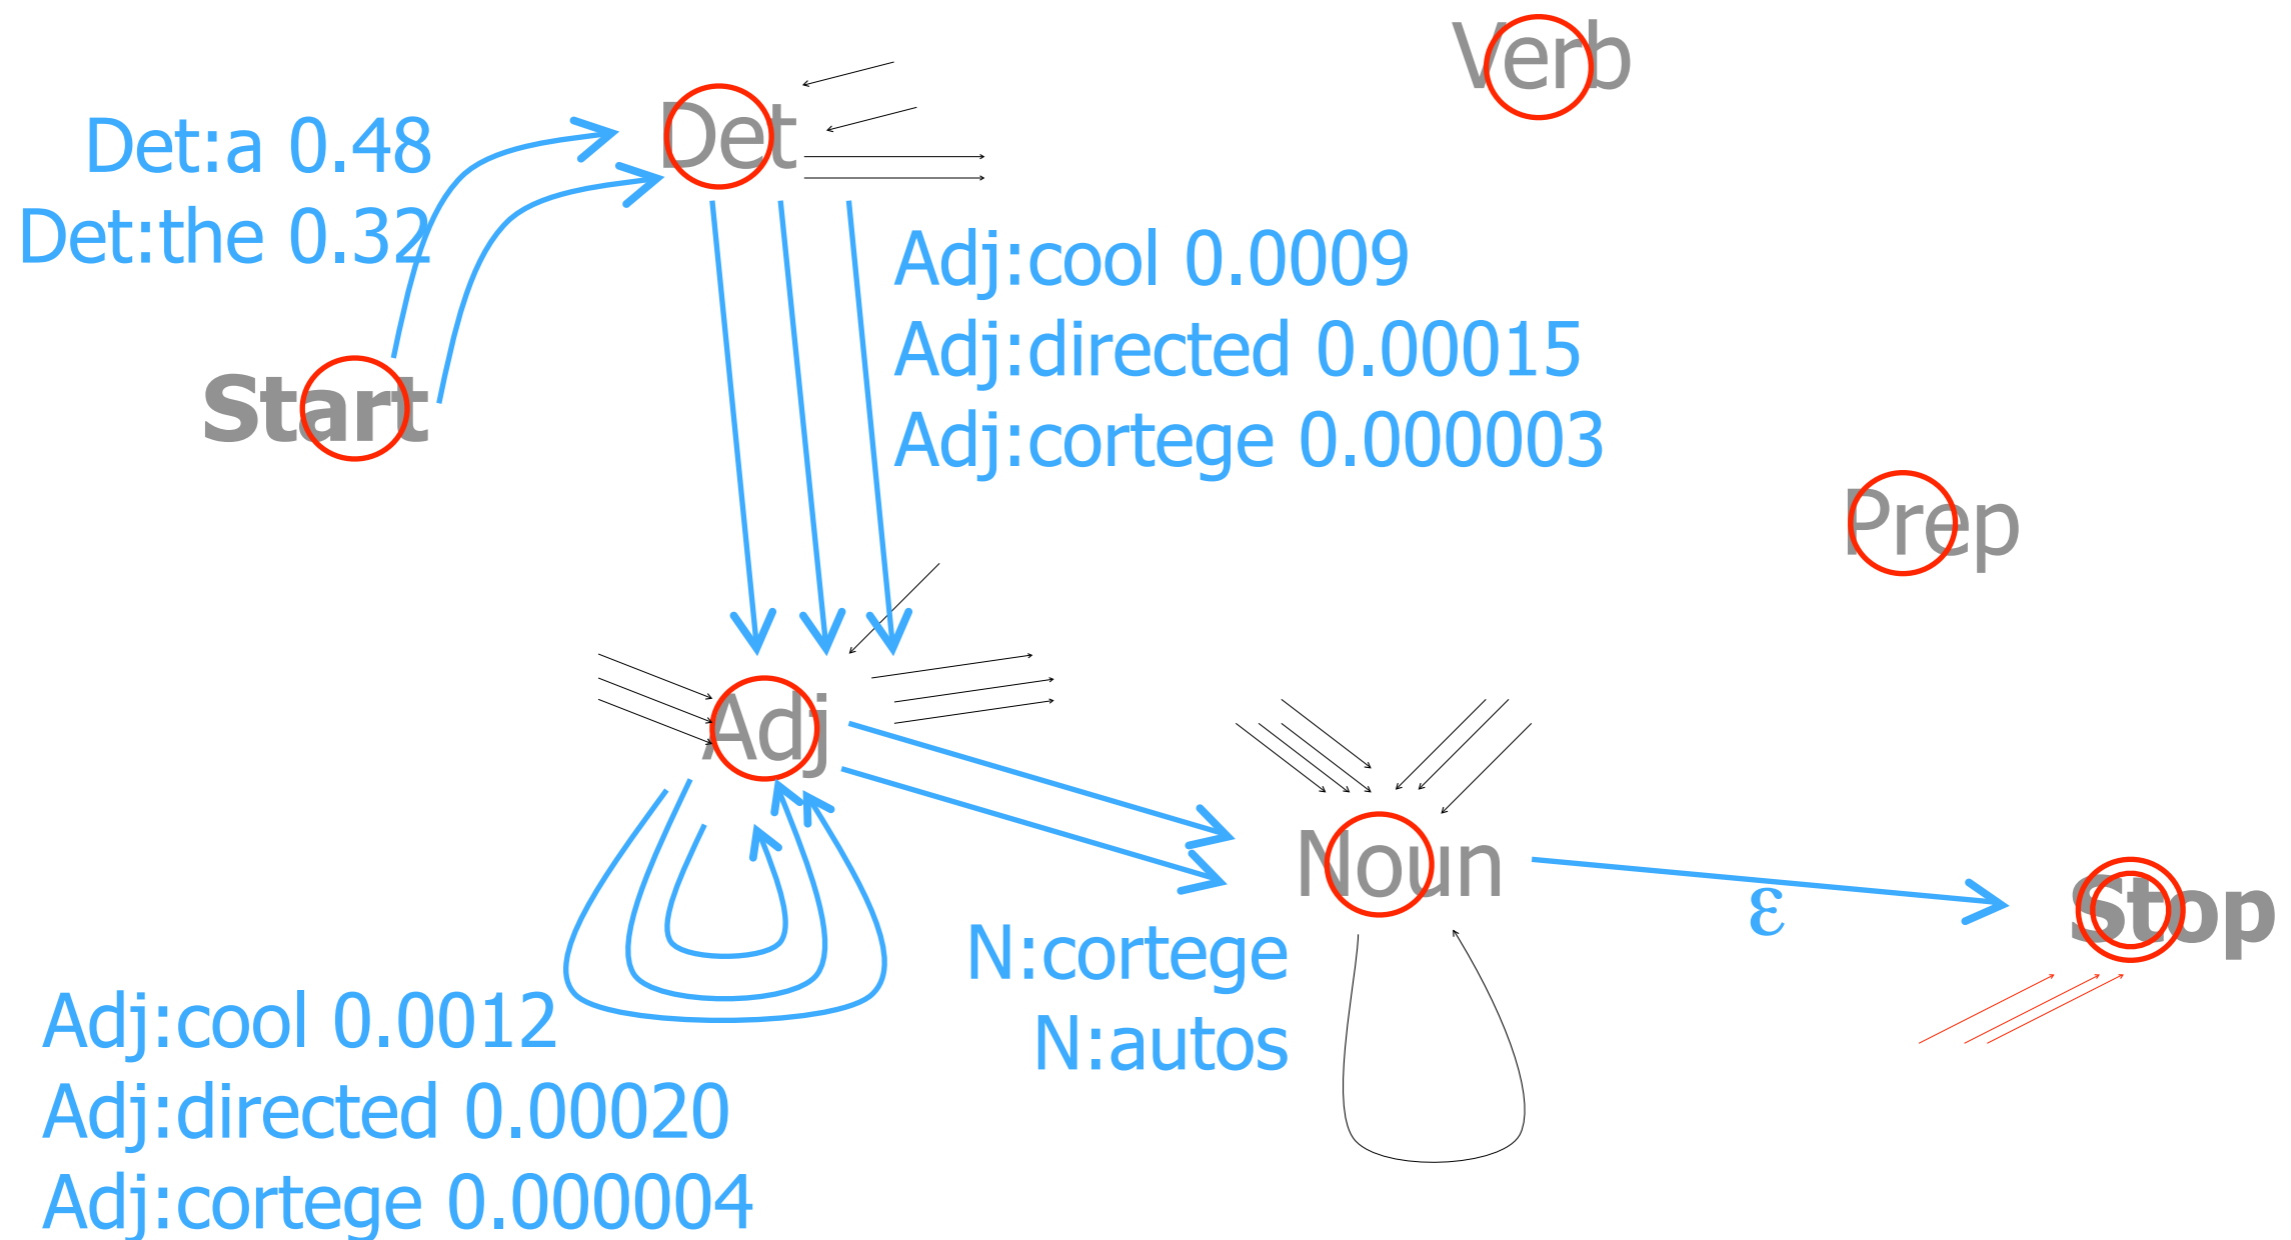 Verb
Det
Det:a 0.48
Det:the 0.32
Adj:cool 0.0009
Adj:directed 0.00015
Adj:cortege 0.000003
Start
Prep
Adj
Noun
ε
Stop
N:cortege
N:autos
Adj:cool 0.0012
Adj:directed 0.00020
Adj:cortege 0.000004